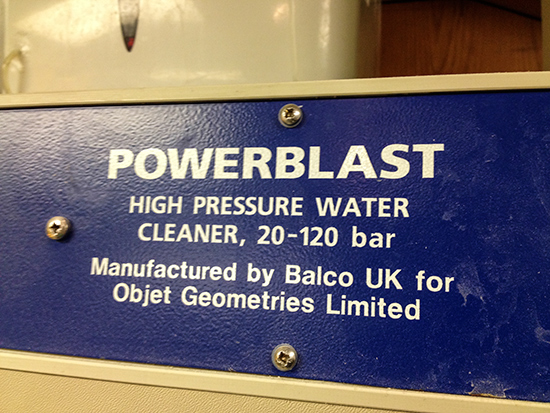 POWERBLAST
HIGH PRESSURE WATER
CLEANER, 20-120 bar
Manufactured by Balco UK for
Objet Geometries Limited